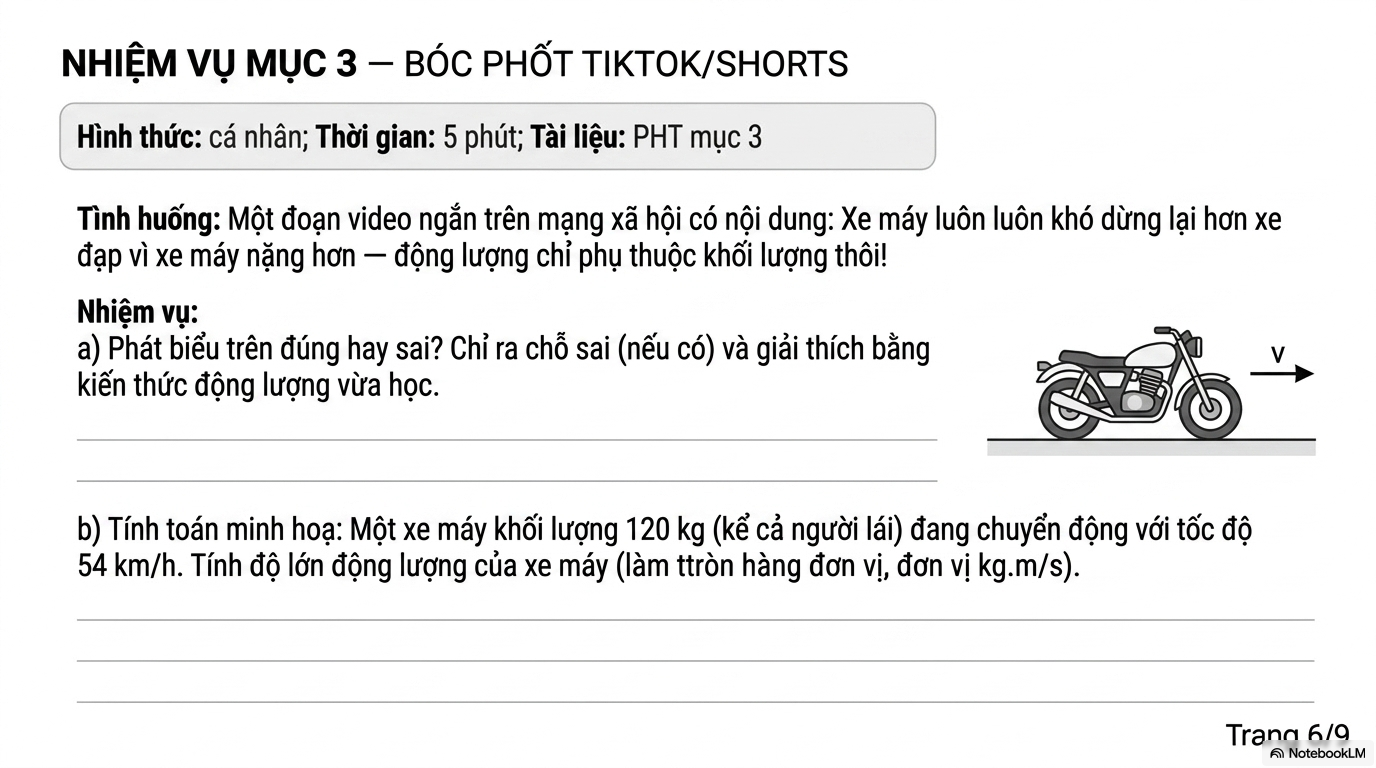 NHIỆM VỤ MỤC 3 — BÓC PHỐT TIKTOK/SHORTS
Hình thức: cá nhân; Thời gian: 5 phút; Tài liệu: PHT mục 3
Tình huống: Một đoạn video ngắn trên mạng xã hội có nội dung: Xe máy luôn luôn khó dừng lại hơn xe
đạp vì xe máy nặng hơn — động lượng chỉ phụ thuộc khối lượng thôi!
Nhiệm vụ:
a) Phát biểu trên đúng hay sai? Chỉ ra chỗ sai (nếu có) và giải thích bằng
kiến thức động lượng vừa học.
v
b) Tính toán minh hoạ: Một xe máy khối lượng 120 kg (kể cả người lái) đang chuyển động với tốc độ
54 km/h. Tính độ lớn động lượng của xe máy (làm ttròn hàng đơn vị, đơn vị kg.m/s).
Trang 6/9
NotebookLM